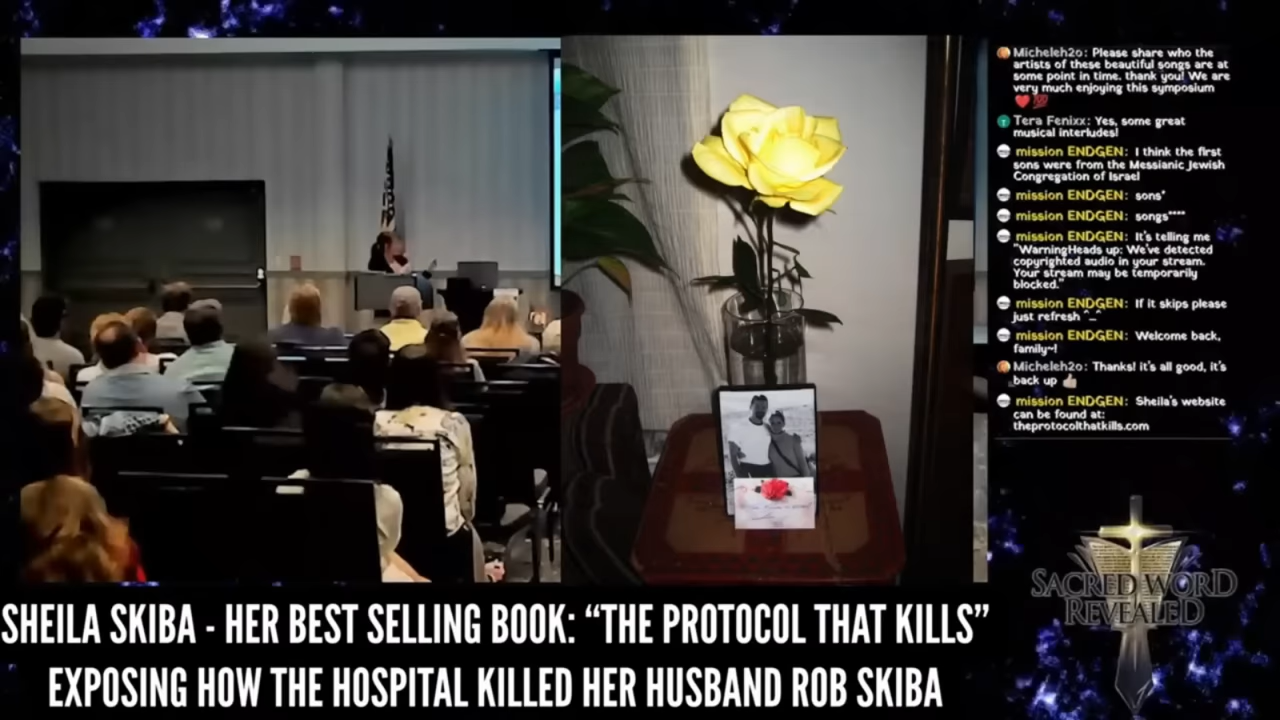 Micheleh2o: Please share who the
artists of these beautiful songs are at
some point in time. thank you! We are
very much enjoying this symposium
❤️💯
Tera Fenixx: Yes, some great
musical interludes!
mission ENDGEN: I think the first
sons were from the Messianic Jewish
Congregation of Israel
mission ENDGEN: sons*
mission ENDGEN: songs****
mission ENDGEN: It's telling me
"WarningHeads up: We've detected
copyrighted audio in your stream.
Your stream may be temporarily
blocked."
mission ENDGEN: If it skips please
just refresh ^_^
mission ENDGEN: Welcome back,
family~!
Micheleh2o: Thanks! it's all good, it's
back up 👍🏼
mission ENDGEN: Sheila's website
can be found at:
theprotocolthatkills.com
SACRED WORD
REVEALED
SHEILA SKIBA - HER BEST SELLING BOOK: “THE PROTOCOL THAT KILLS”
EXPOSING HOW THE HOSPITAL KILLED HER HUSBAND ROB SKIBA